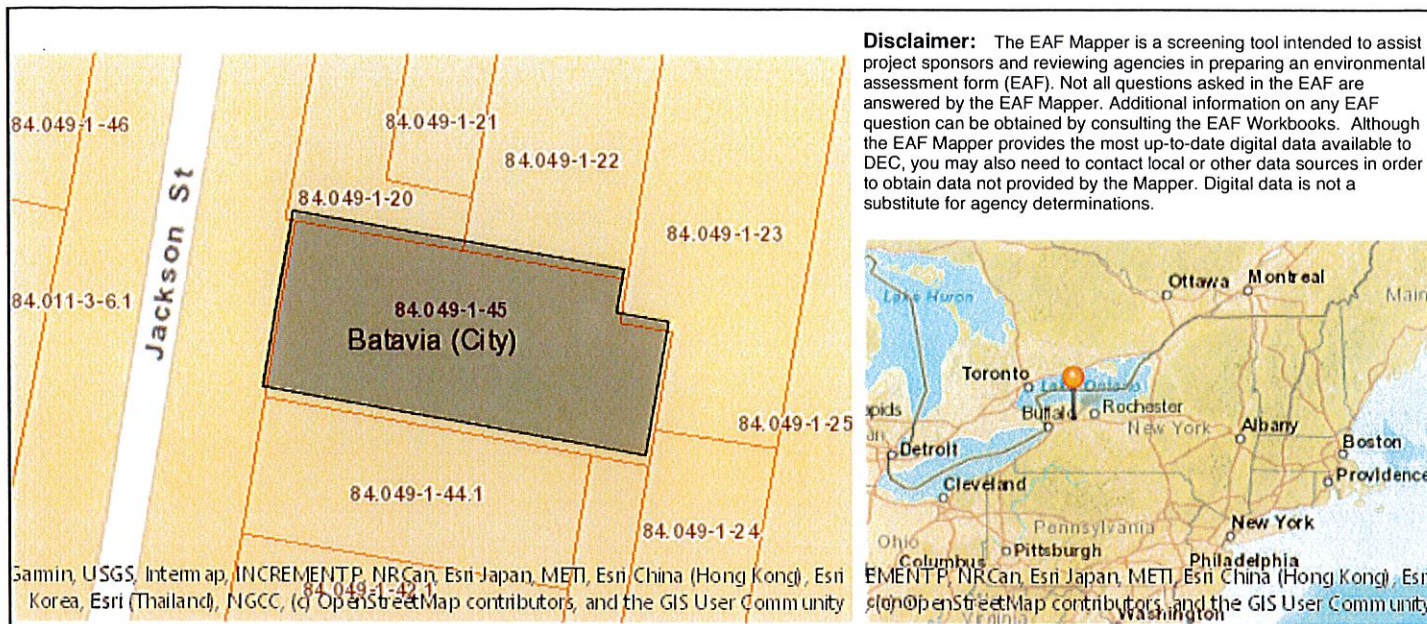 84.049-1-46
84.049-1-21
84.049-1-22
84.049-1-20
84.049-1-23
Jackson St
84.011-3-6.1
84.049-1-45
Batavia (City)
84.049-1-25
84.049-1-44.1
84.049-1-24
84.049-1-42.1
Garmin, USGS, Intermap, INCREMENT P, NRCan, Esri Japan, METI, Esri China (Hong Kong), Esri
Korea, Esri (Thailand), NGCC, (c) OpenStreetMap contributors, and the GIS User Community
Disclaimer: The EAF Mapper is a screening tool intended to assist
project sponsors and reviewing agencies in preparing an environmental
assessment form (EAF). Not all questions asked in the EAF are
answered by the EAF Mapper. Additional information on any EAF
question can be obtained by consulting the EAF Workbooks. Although
the EAF Mapper provides the most up-to-date digital data available to
DEC, you may also need to contact local or other data sources in order
to obtain data not provided by the Mapper. Digital data is not a
substitute for agency determinations.
Ottawa
Montreal
Main
Lake Huron
Toronto
Lake Ontario
apids
Buffalo
Rochester
New York
Albany
Detroit
Boston
Providence
Cleveland
New York
Pennsylvania
Ohio
Pittsburgh
Columbus
Philadelphia
EMENT P, NRCan, Esri Japan, METI, Esri China (Hong Kong), Esri
(c) OpenStreetMap contributors, and the GIS User Community
Virginia
Washington